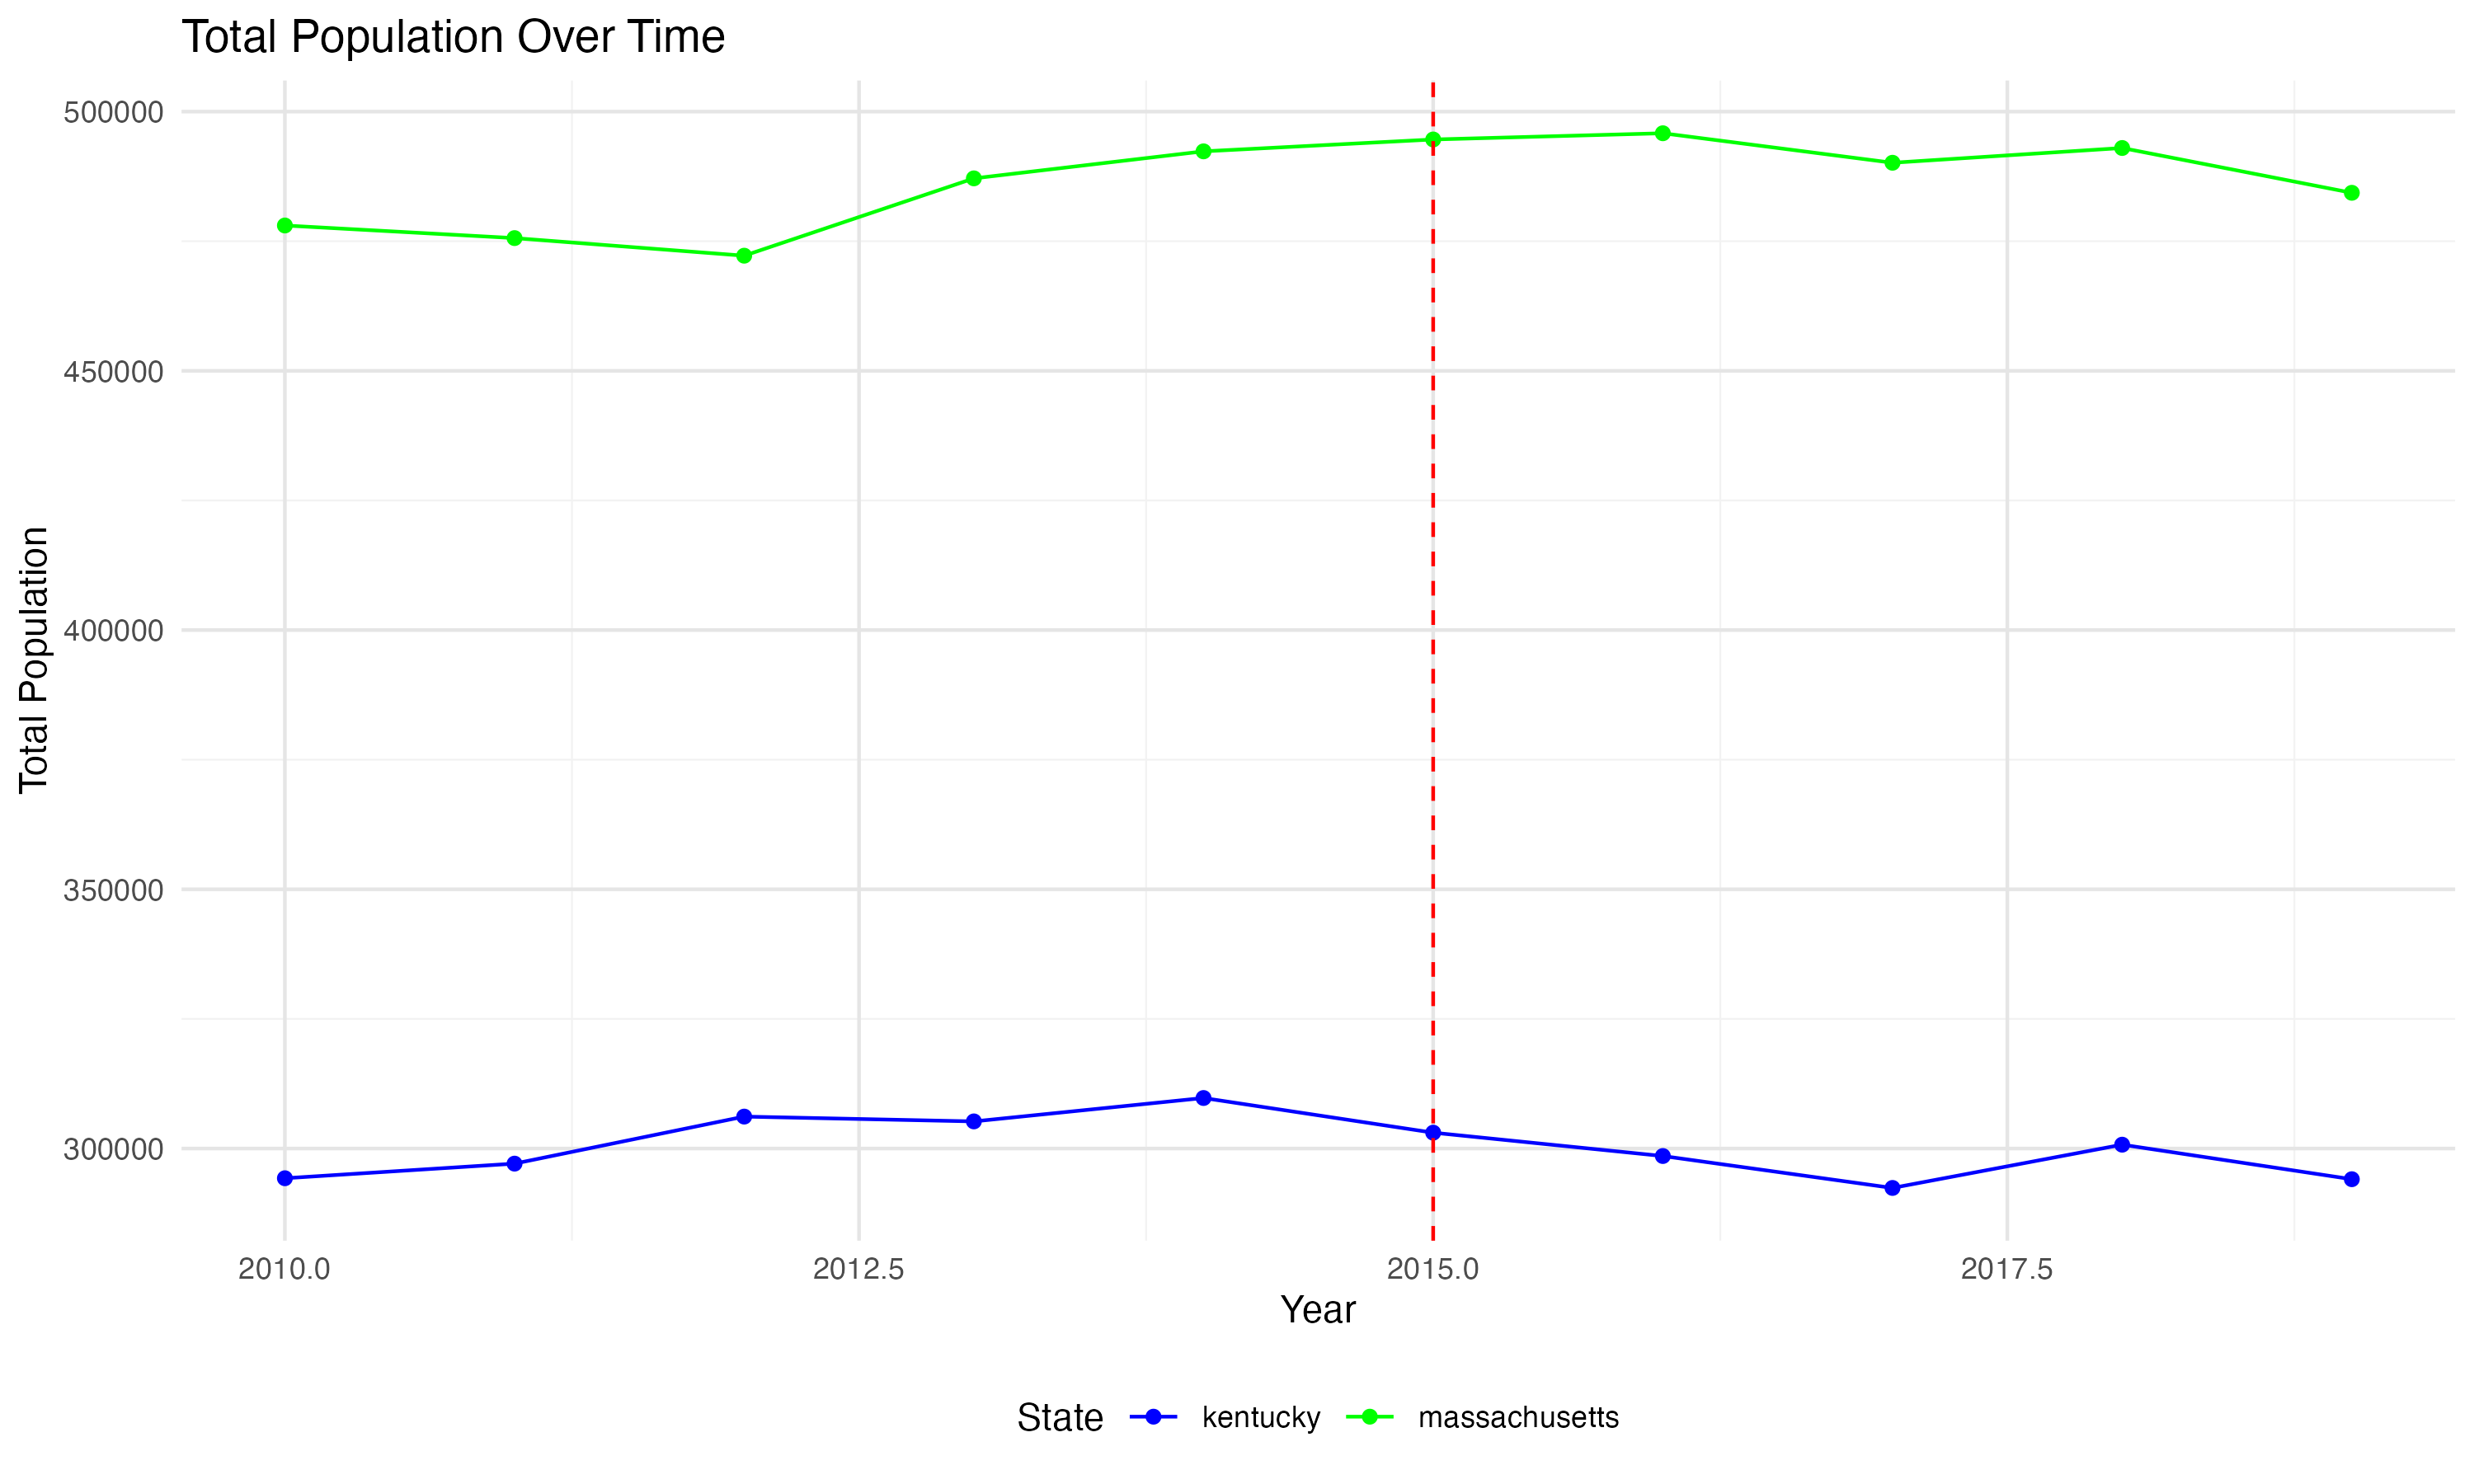 Total Population Over Time
500000
450000
400000
350000
300000
Total Population
2010.0 2012.5 2015.0 2017.5
Year
State kentucky massachusetts